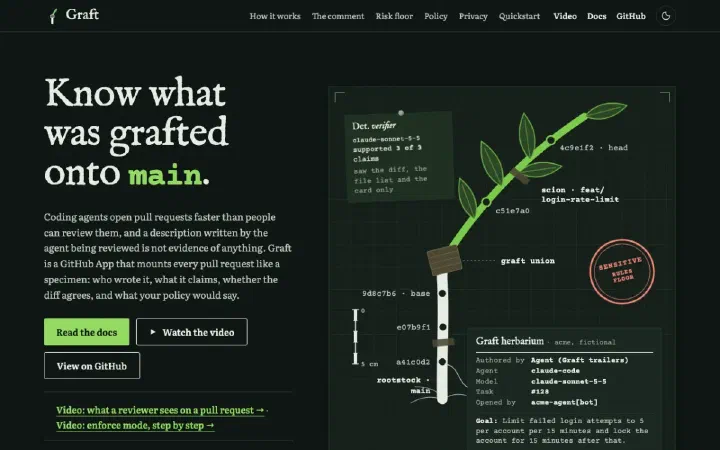 Graft
How it works The comment Risk floor Policy Privacy Quickstart Video Docs GitHub
Know what
was grafted
onto main.
Coding agents open pull requests faster than people
can review them, and a description written by the
agent being reviewed is not evidence of anything. Graft
is a GitHub App that mounts every pull request like a
specimen: who wrote it, what it claims, whether the
diff agrees, and what your policy would say.
Read the docs
Watch the video
View on GitHub
Video: what a reviewer sees on a pull request → ·
Video: enforce mode, step by step →
Det. verifier
claude-sonnet-5-5
supported 3 of 3
claims
saw the diff, the
file list and the
card only
4c9e1f2 · head
scion · feat/
login-rate-limit
c51e7a0
graft union
SENSITIVE
RULES
FLOOR
9d8c7b6 · base
0
e07b9f1
5 cm
a41c0d2
rootstock ·
main
Graft herbarium · acme, fictional
Authored by Agent (Graft trailers)
Agent claude-code
Model claude-sonnet-5-5
Task #128
Opened by acme-agent[bot]
Goal: Limit failed login attempts to 5
per account per 15 minutes and lock the
account for 15 minutes after that.